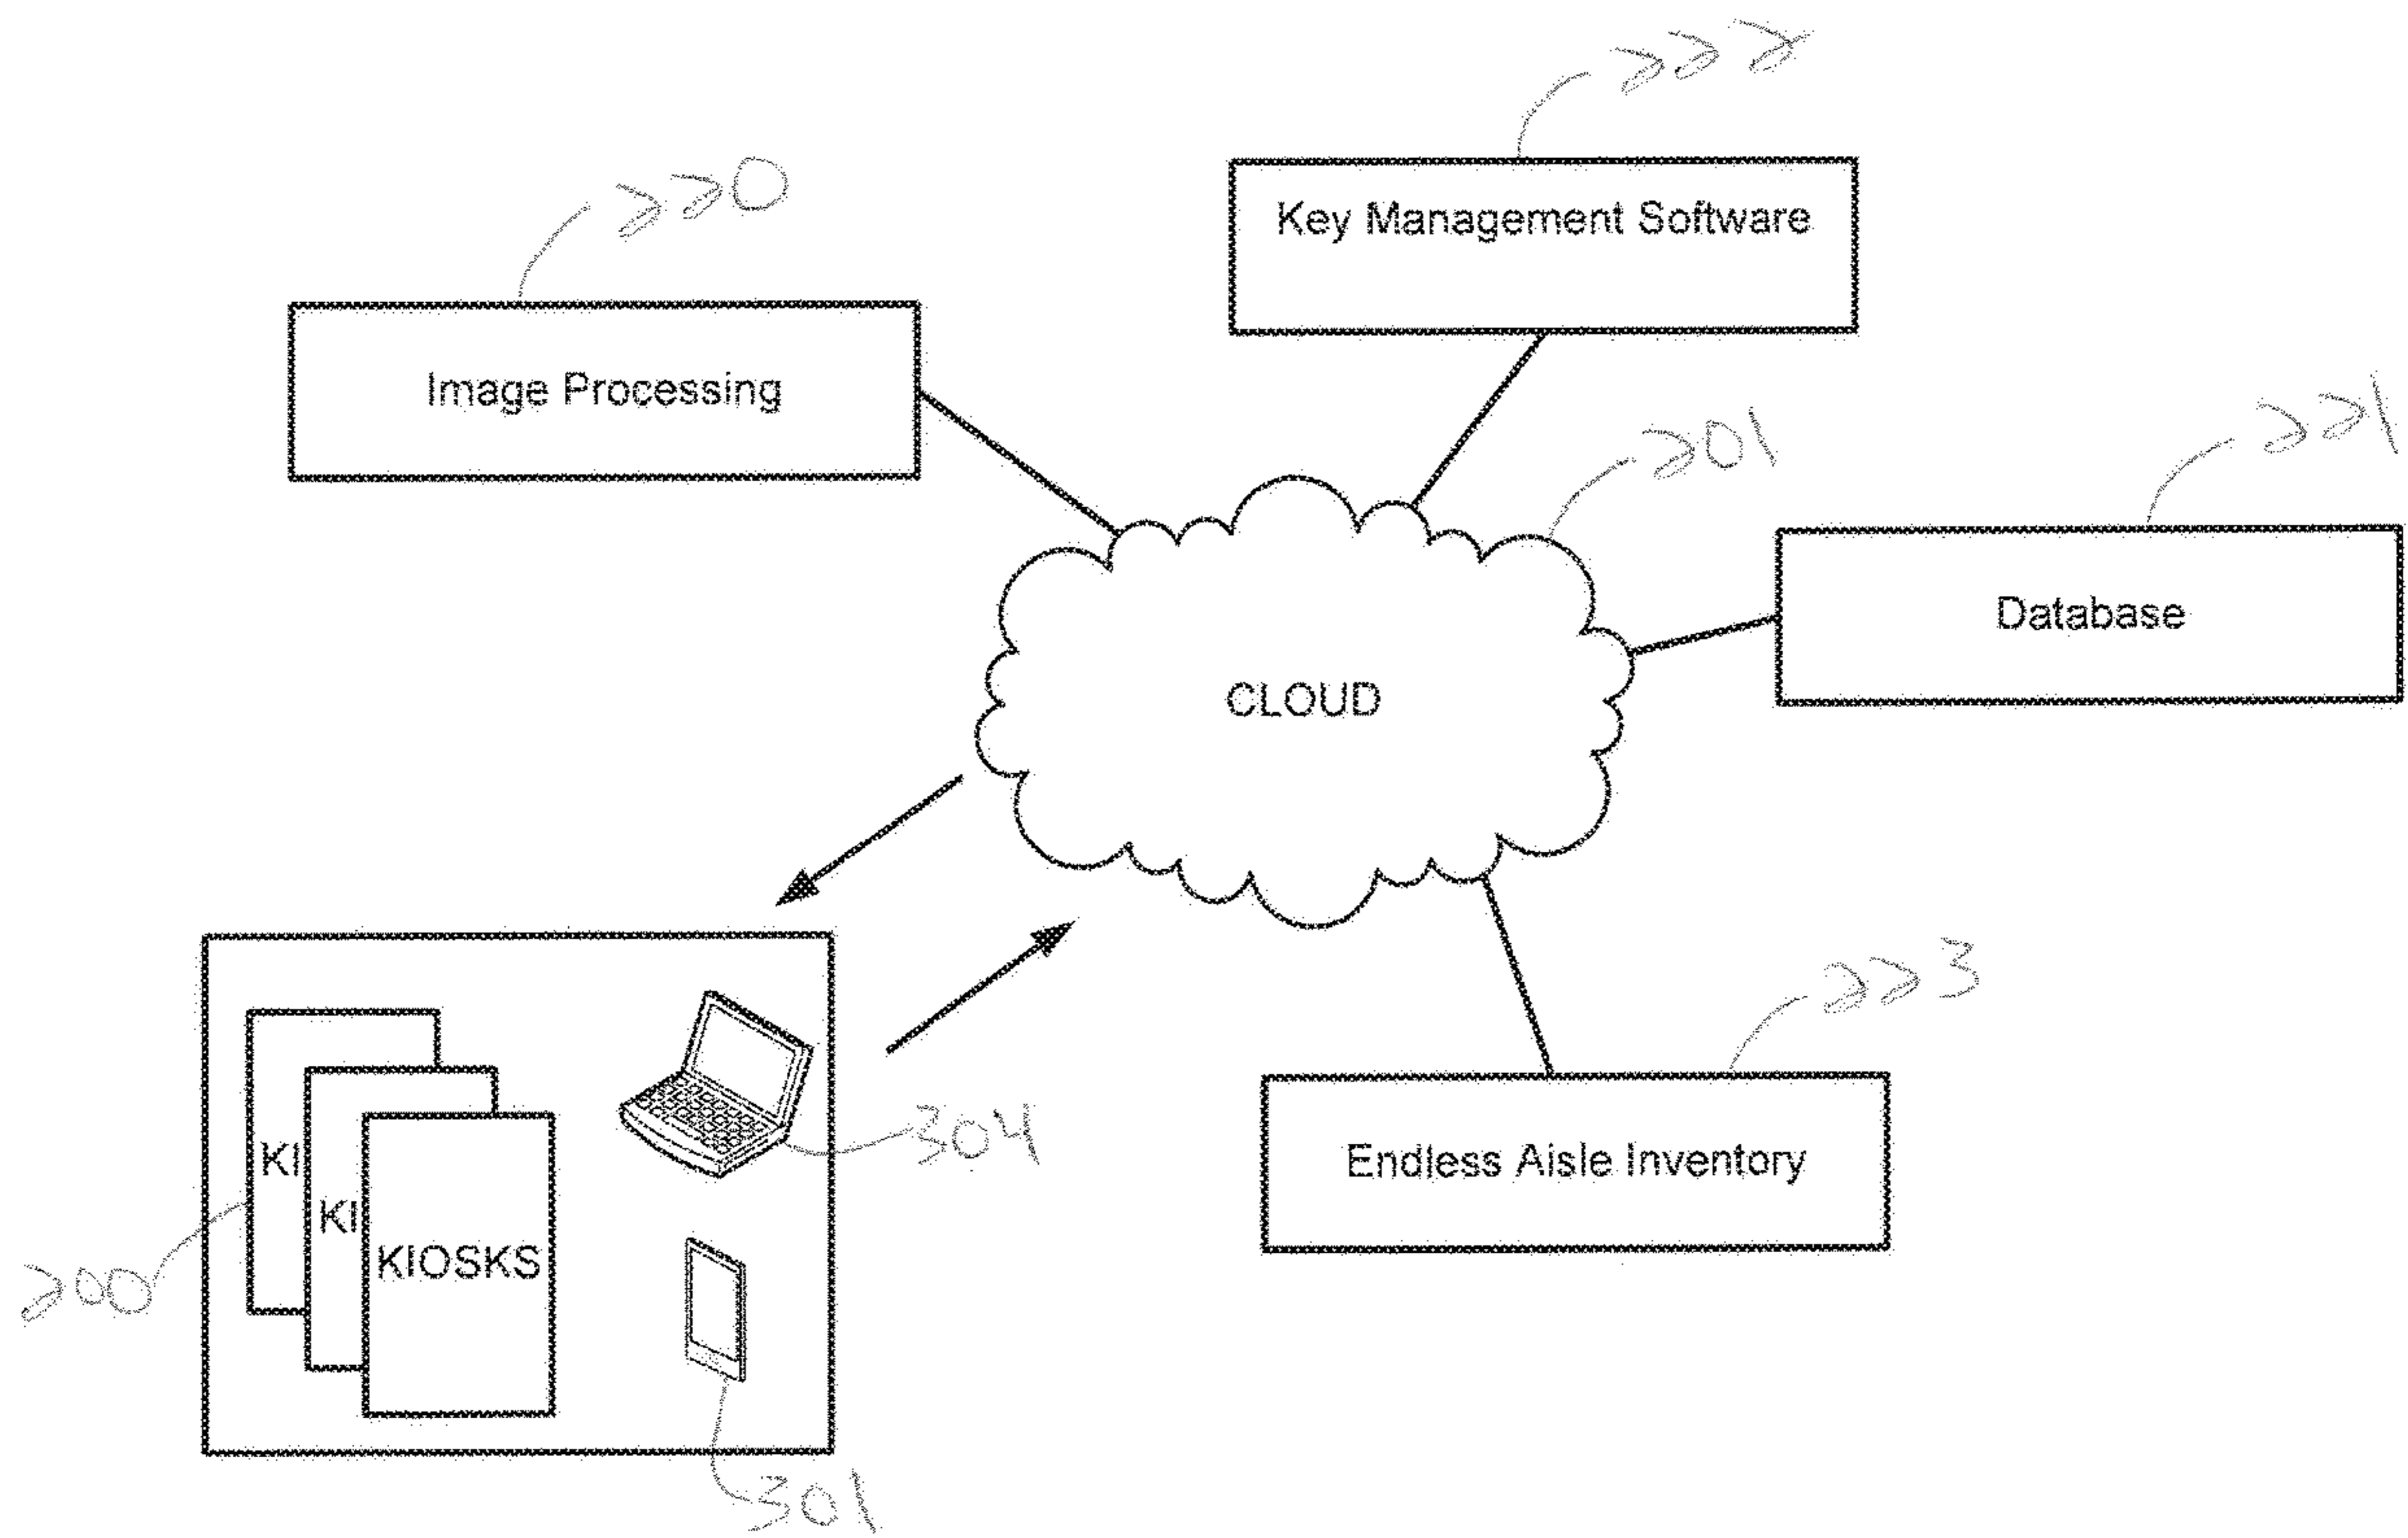 222
220
Key Management Software
Image Processing
201
221
Database
CLOUD
223
304
KI
Endless Aisle Inventory
KI
KIOSKS
200
301